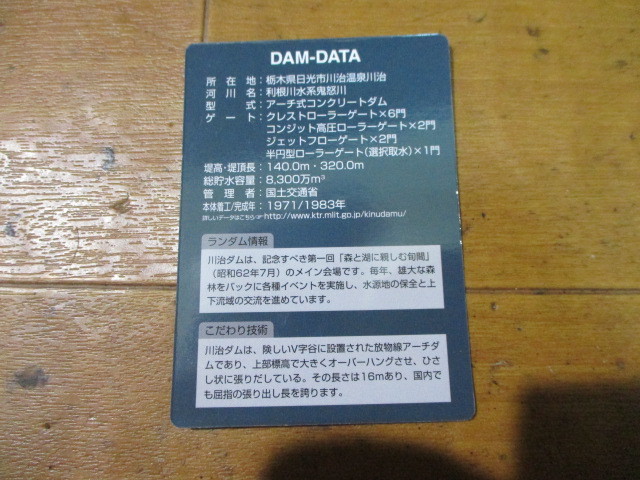 DAM-DATA
所在地：栃木県日光市川治温泉川治
河川名：利根川水系鬼怒川
型式：アーチ式コンクリートダム
ゲート：クレストローラーゲート×6門
コンジット高圧ローラーゲート×2門
ジェットフローゲート×2門
半円型ローラーゲート(選択取水)×1門
堤高・堤頂長：140.0m・320.0m
総貯水容量：8,300万m³
管理者：国土交通省
本体着工/完成年：1971/1983年
詳しいデータはこちら☞http://www.ktr.mlit.go.jp/kinudamu/
ランダム情報
川治ダムは、記念すべき第一回「森と湖に親しむ旬間」
（昭和62年7月）のメイン会場です。毎年、雄大な森
林をバックに各種イベントを実施し、水源地の保全と上
下流域の交流を進めています。
こだわり技術
川治ダムは、険しいV字谷に設置された放物線アーチダ
ムであり、上部標高で大きくオーバーハングさせ、ひさ
し状に張りだしている。その長さは16mあり、国内で
も屈指の張り出し長を誇ります。